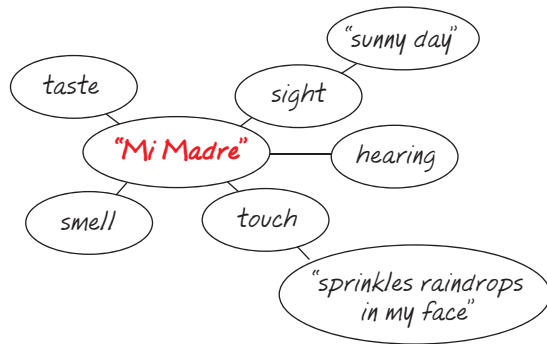 "sunny day"
taste
sight
"Mi Madre"
hearing
smell
touch
"sprinkles raindrops
in my face"